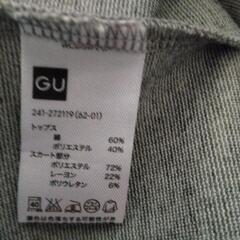 GU
241-272119(62-01)
トップス
綿 60%
ポリエステル 40%
スカート部分
ポリエステル 72%
レーヨン 22%
ポリウレタン 6%
40